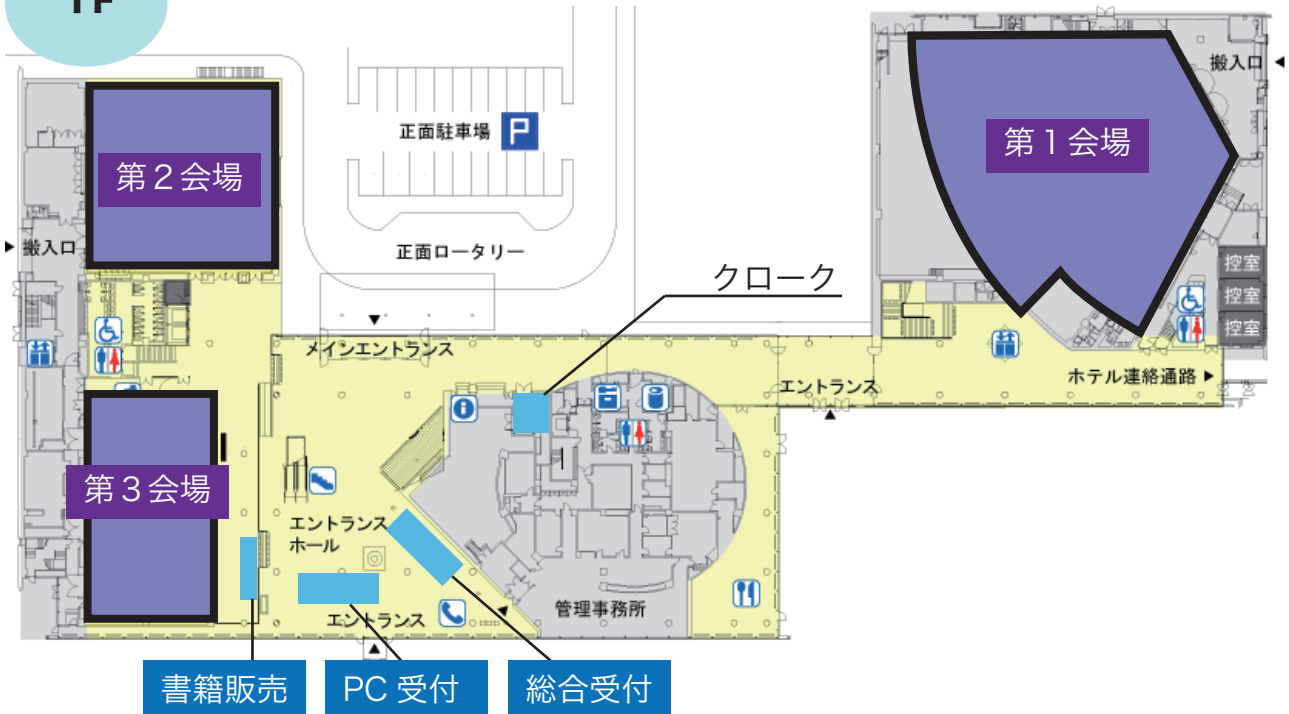 1F
搬入口
第1会場
正面駐車場
P
第2会場
搬入口
正面ロータリー
クローク
控室
控室
控室
メインエントランス
エントランス
ホテル連絡通路
第3会場
エントランス
ホール
管理事務所
エントランス
書籍販売
PC 受付
総合受付